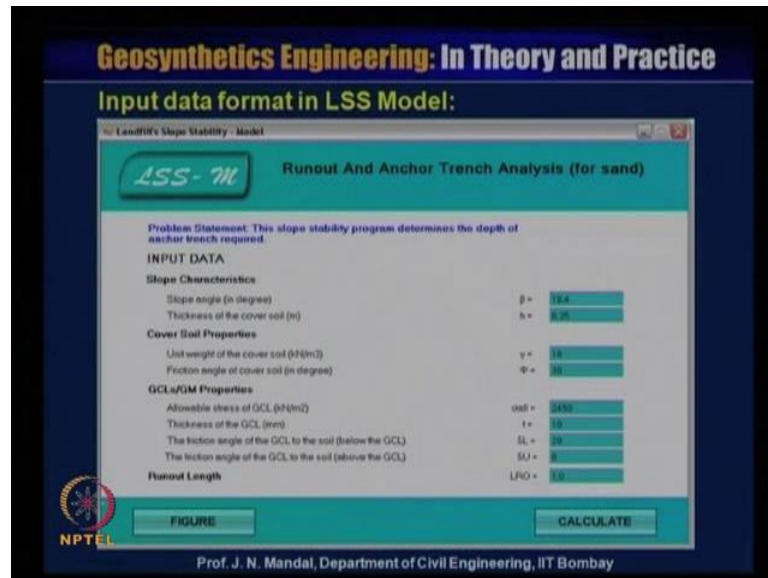 Geosynthetics Engineering: In Theory and Practice
Input data format in LSS Model:
Landfill's Slope Stability - Model
LSS - M
Runout And Anchor Trench Analysis (for sand)
Problem Statement: This slope stability program determines the depth of
anchor trench required.
INPUT DATA
Slope Characteristics
Slope angle (in degree) β = 18.4
Thickness of the cover soil (m) h =
Cover Soil Properties
Unit weight of the cover soil (kN/m3) γ = 18
Friction angle of cover soil (in degree) Φ = 30
GCLs/GM Properties
Allowable stress of GCL (kN/m2) = 2450
Thickness of the GCL (mm) t = 10
The friction angle of the GCL to the soil (below the GCL) δL = 20
The friction angle of the GCL to the soil (above the GCL) δU =
Runout Length LRO = 1.0
FIGURE CALCULATE
NPTEL
Prof. J. N. Mandal, Department of Civil Engineering, IIT Bombay